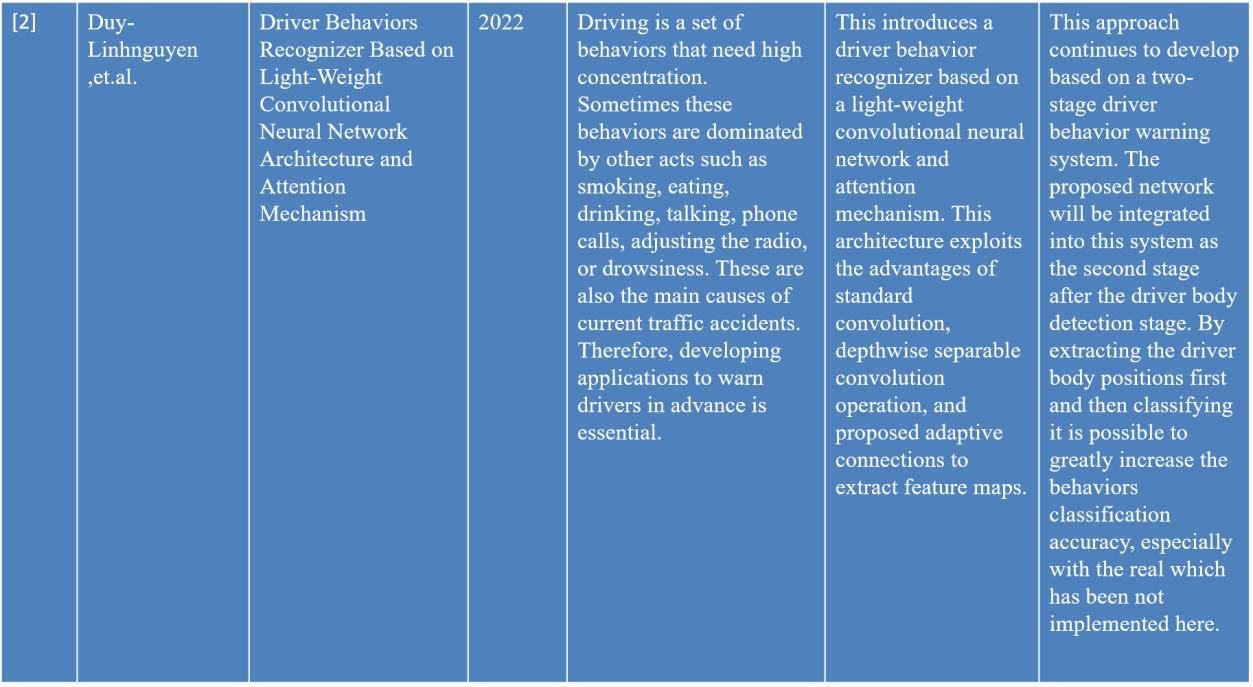 [2]
Duy-
Linhnguyen
,et.al.
Driver Behaviors
Recognizer Based on
Light-Weight
Convolutional
Neural Network
Architecture and
Attention
Mechanism
2022
Driving is a set of
behaviors that need high
concentration.
Sometimes these
behaviors are dominated
by other acts such as
smoking, eating,
drinking, talking, phone
calls, adjusting the radio,
or drowsiness. These are
also the main causes of
current traffic accidents.
Therefore, developing
applications to warn
drivers in advance is
essential.
This introduces a
driver behavior
recognizer based on
a light-weight
convolutional neural
network and
attention
mechanism. This
architecture exploits
the advantages of
standard
convolution,
depthwise separable
convolution
operation, and
proposed adaptive
connections to
extract feature maps.
This approach
continues to develop
based on a two-
stage driver
behavior warning
system. The
proposed network
will be integrated
into this system as
the second stage
after the driver body
detection stage. By
extracting the driver
body positions first
and then classifying
it is possible to
greatly increase the
behaviors
classification
accuracy, especially
with the real which
has been not
implemented here.